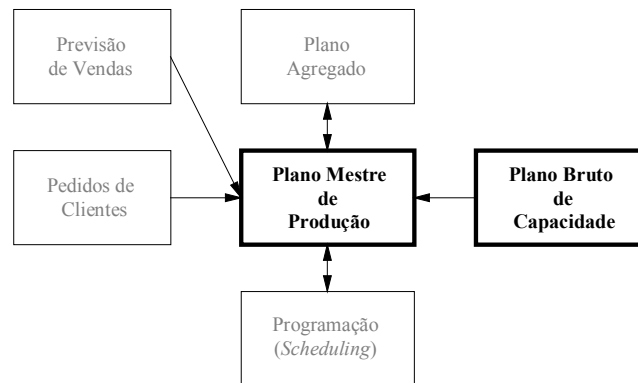 Previsão
de Vendas
Plano
Agregado
Pedidos de
Clientes
Plano Mestre
de
Produção
Plano Bruto
de
Capacidade
Programação
(Scheduling)